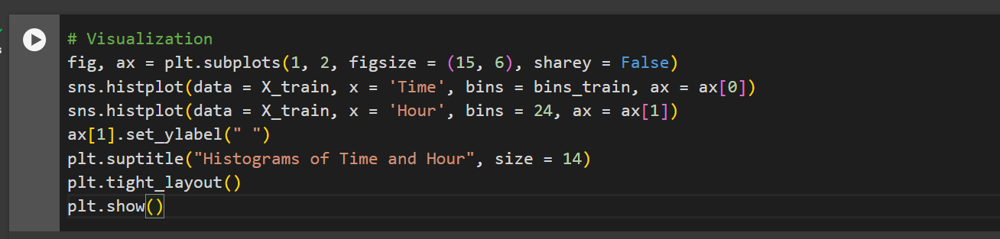 # Visualization
fig, ax = plt.subplots(1, 2, figsize = (15, 6), sharey = False)
sns.histplot(data = X_train, x = 'Time', bins = bins_train, ax = ax[0])
sns.histplot(data = X_train, x = 'Hour', bins = 24, ax = ax[1])
ax[1].set_ylabel(" ")
plt.suptitle("Histograms of Time and Hour", size = 14)
plt.tight_layout()
plt.show()